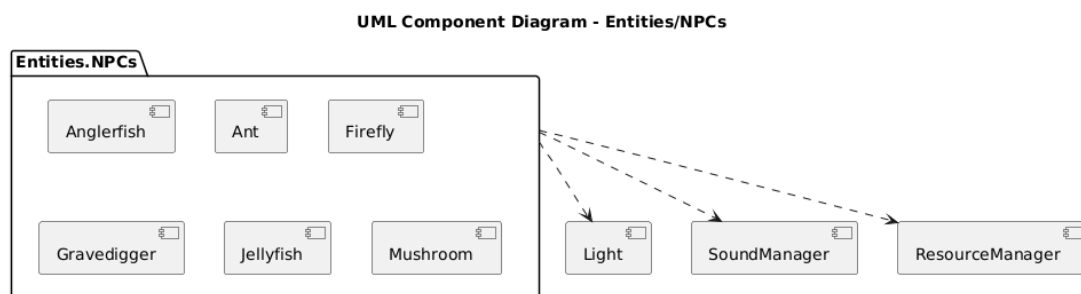 UML Component Diagram - Entities/NPCs
Entities.NPCs
Anglerfish
Ant
Firefly
Gravedigger
Jellyfish
Mushroom
Light
SoundManager
ResourceManager